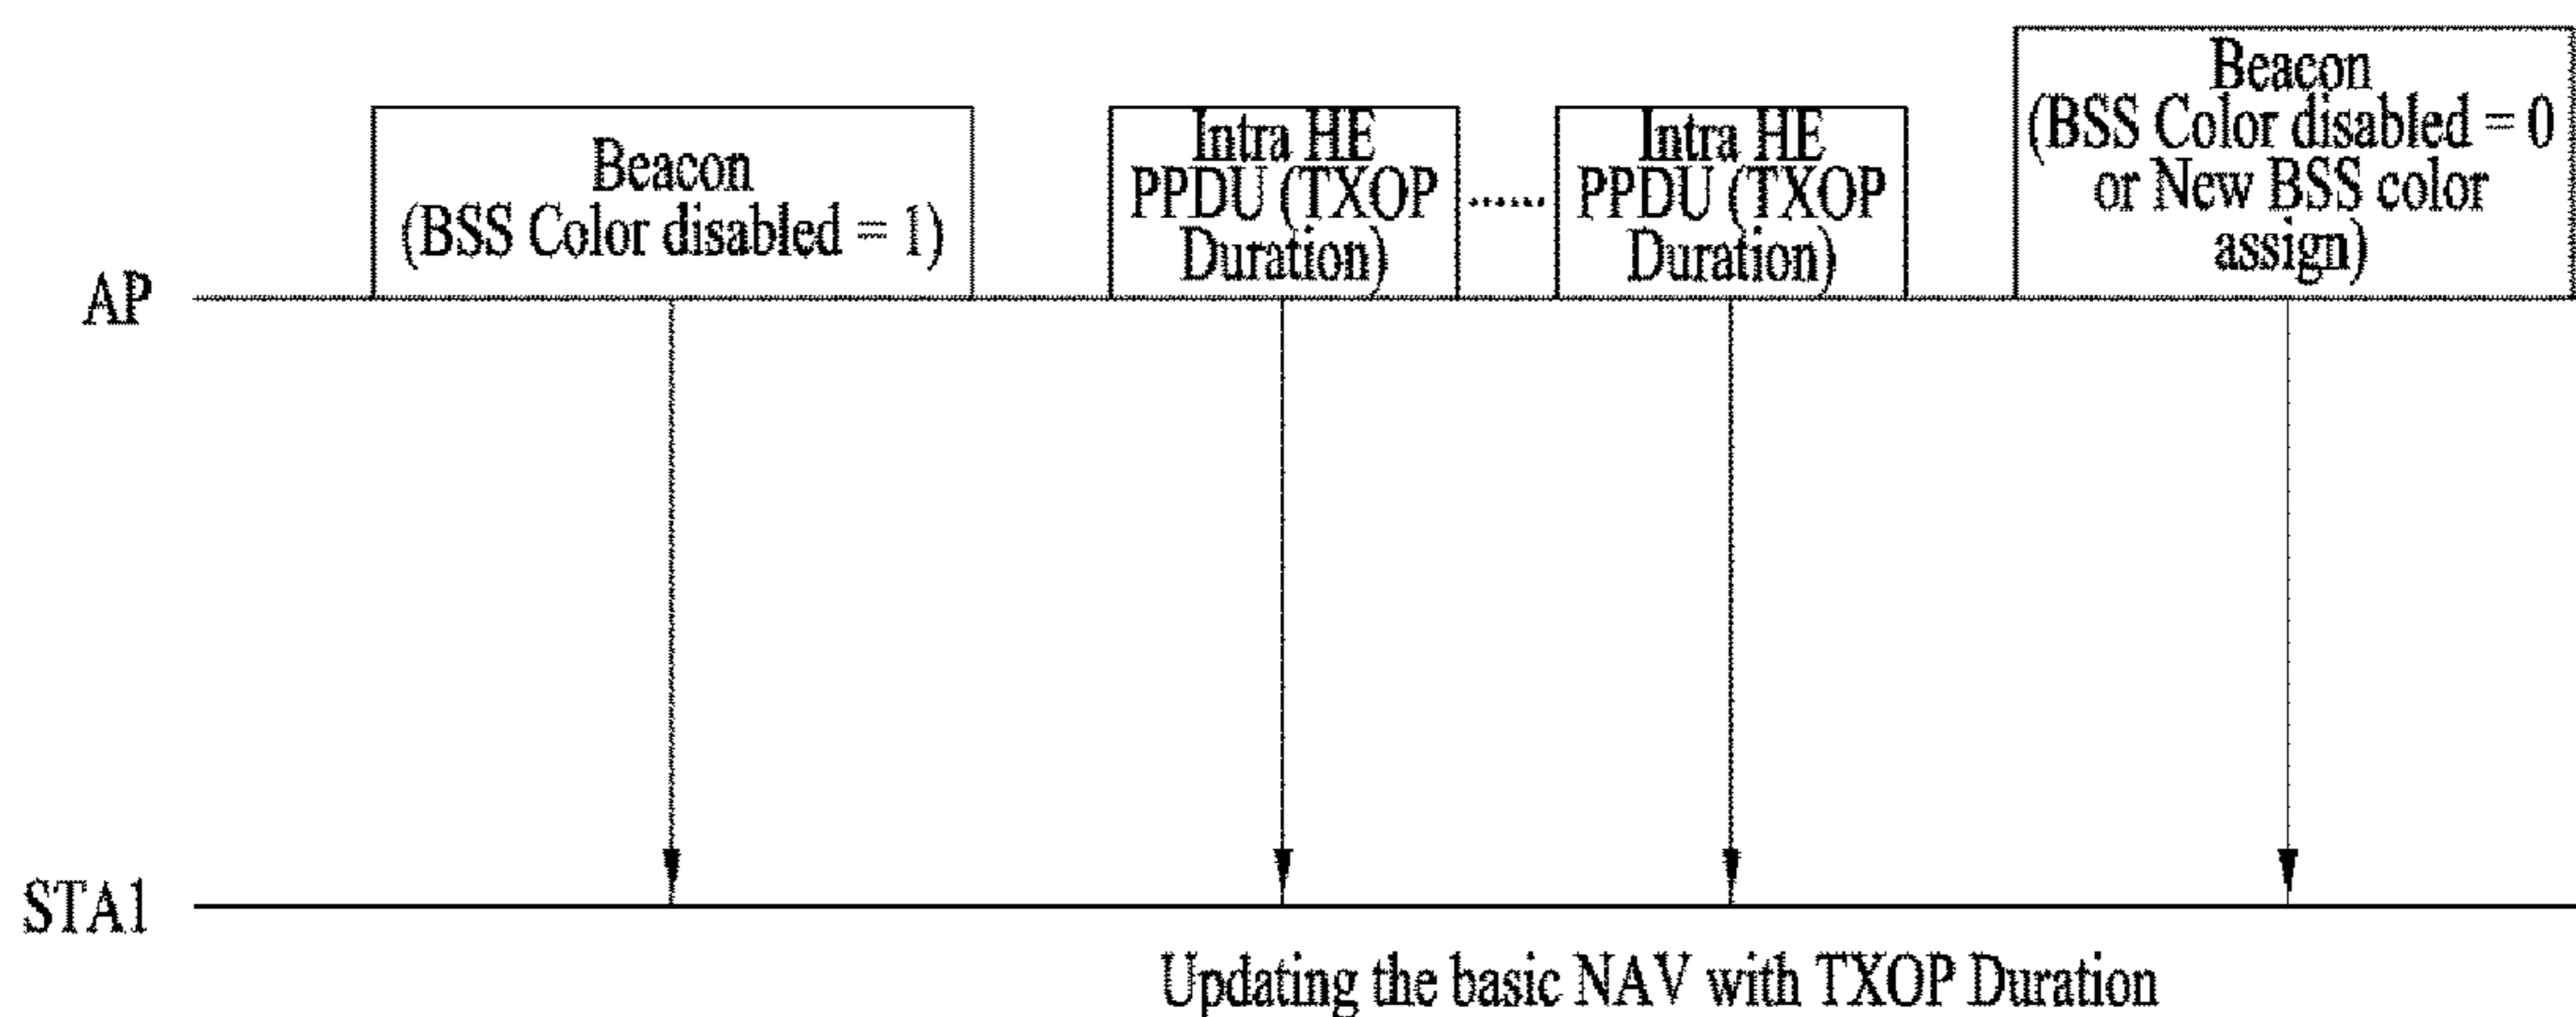 Beacon
(BSS Color disabled = 1)
Intra HE
PPDU (TXOP
Duration)
......
Intra HE
PPDU (TXOP
Duration)
Beacon
(BSS Color disabled = 0
or New BSS color
assign)
AP
STA1
Updating the basic NAV with TXOP Duration